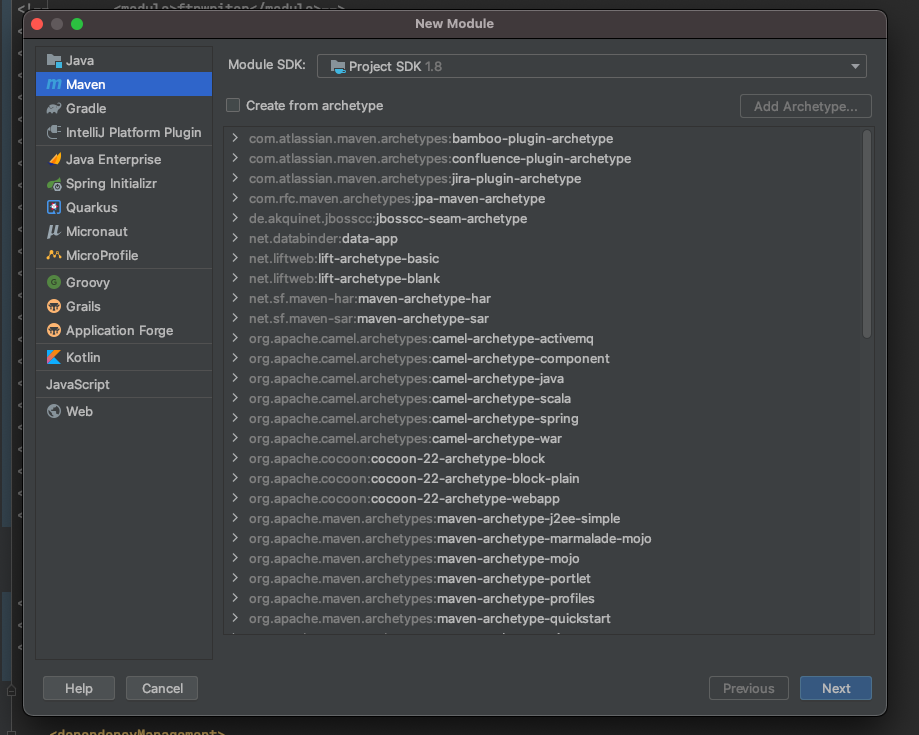 <module>ftpwriter</module>-->
New Module
Java
Maven
Gradle
IntelliJ Platform Plugin
Java Enterprise
Spring Initializr
Quarkus
Micronaut
MicroProfile
Groovy
Grails
Application Forge
Kotlin
JavaScript
Web
Module SDK: Project SDK 1.8
Create from archetype
Add Archetype...
com.atlassian.maven.archetypes:bamboo-plugin-archetype
com.atlassian.maven.archetypes:confluence-plugin-archetype
com.atlassian.maven.archetypes:jira-plugin-archetype
com.rfc.maven.archetypes:jpa-maven-archetype
de.akquinet.jbosscc:jbosscc-seam-archetype
net.databinder:data-app
net.liftweb:lift-archetype-basic
net.liftweb:lift-archetype-blank
net.sf.maven-har:maven-archetype-har
net.sf.maven-sar:maven-archetype-sar
org.apache.camel.archetypes:camel-archetype-activemq
org.apache.camel.archetypes:camel-archetype-component
org.apache.camel.archetypes:camel-archetype-java
org.apache.camel.archetypes:camel-archetype-scala
org.apache.camel.archetypes:camel-archetype-spring
org.apache.camel.archetypes:camel-archetype-war
org.apache.cocoon:cocoon-22-archetype-block
org.apache.cocoon:cocoon-22-archetype-block-plain
org.apache.cocoon:cocoon-22-archetype-webapp
org.apache.maven.archetypes:maven-archetype-j2ee-simple
org.apache.maven.archetypes:maven-archetype-marmalade-mojo
org.apache.maven.archetypes:maven-archetype-mojo
org.apache.maven.archetypes:maven-archetype-portlet
org.apache.maven.archetypes:maven-archetype-profiles
org.apache.maven.archetypes:maven-archetype-quickstart
Help
Cancel
Previous
Next
<dependencyManagement>